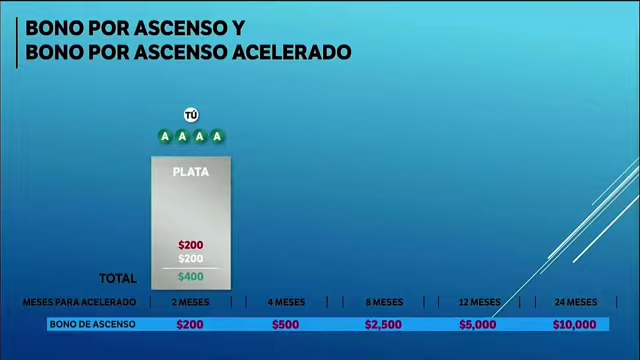 BONO POR ASCENSO Y
BONO POR ASCENSO ACELERADO
TÚ
A A A A
PLATA
$200
$200
TOTAL $400
MESES PARA ACELERADO | 2 MESES | 4 MESES | 8 MESES | 12 MESES | 24 MESES |
BONO DE ASCENSO $200 $500 $2,500 $5,000 $10,000